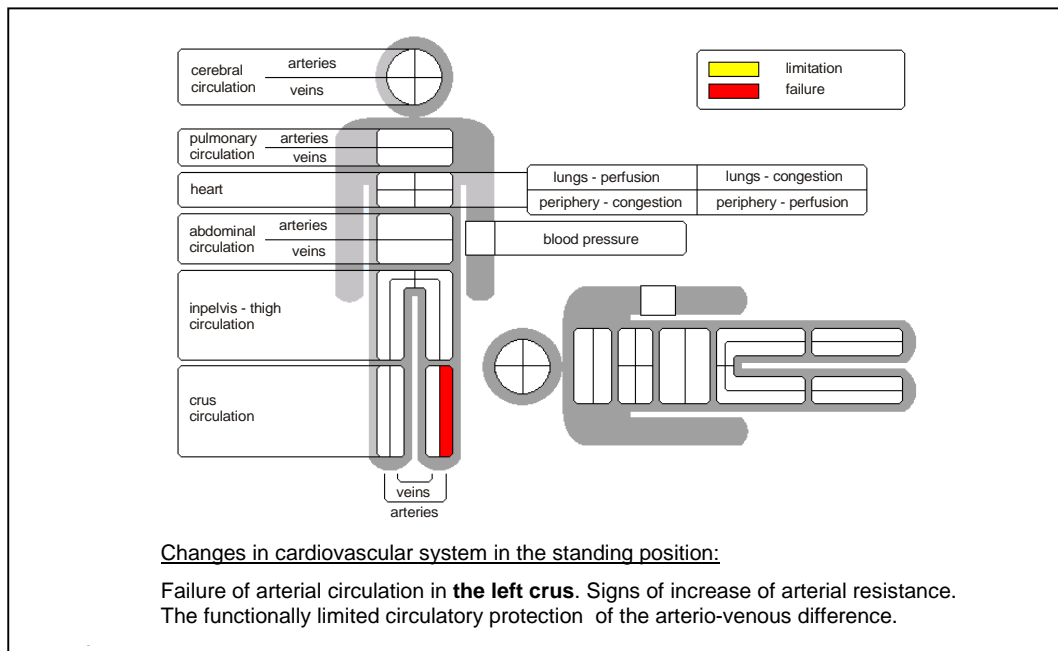 cerebral circulation
arteries
veins
limitation
failure
pulmonary circulation
arteries
veins
heart
lungs - perfusion
lungs - congestion
periphery - congestion
periphery - perfusion
abdominal circulation
arteries
veins
blood pressure
inpelvis - thigh
circulation
crus
circulation
veins
arteries
Changes in cardiovascular system in the standing position:
Failure of arterial circulation in the left crus. Signs of increase of arterial resistance.
The functionally limited circulatory protection of the arterio-venous difference.